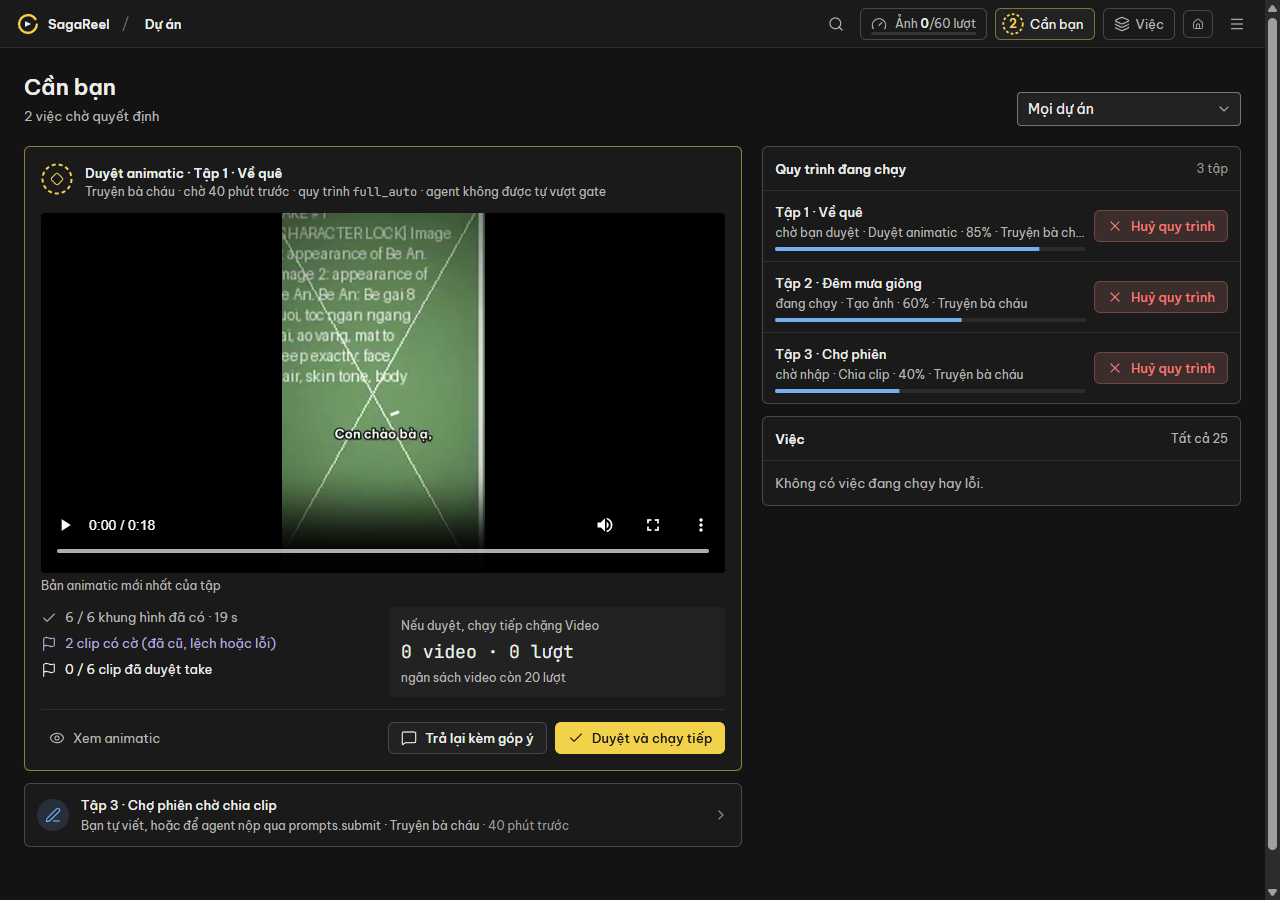 SagaReel / Dự án
Ảnh 0/60 lượt
2 Cần bạn
Việc
Cần bạn
2 việc chờ quyết định
Mọi dự án
Duyệt animatic · Tập 1 · Về quê
Truyện bà cháu · chờ 40 phút trước · quy trình full_auto · agent không được tự vượt gate
CHARACTER LOCK] Image
appearance of Be An.
mage 2: appearance of
e An. Be An: Be gai 8
uoi, toc ngan ngang
ai, ao vang, mat to
eep exactly: face,
air, skin tone, body
Con chào bà ạ,
0:00 / 0:18
Bản animatic mới nhất của tập
6 / 6 khung hình đã có · 19 s
2 clip có cờ (đã cũ, lệch hoặc lỗi)
0 / 6 clip đã duyệt take
Nếu duyệt, chạy tiếp chặng Video
0 video · 0 lượt
ngân sách video còn 20 lượt
Xem animatic
Trả lại kèm góp ý
Duyệt và chạy tiếp
Tập 3 · Chợ phiên chờ chia clip
Bạn tự viết, hoặc để agent nộp qua prompts.submit · Truyện bà cháu · 40 phút trước
Quy trình đang chạy
3 tập
Tập 1 · Về quê
chờ bạn duyệt · Duyệt animatic · 85% · Truyện bà ch...
Huỷ quy trình
Tập 2 · Đêm mưa giông
đang chạy · Tạo ảnh · 60% · Truyện bà cháu
Huỷ quy trình
Tập 3 · Chợ phiên
chờ nhập · Chia clip · 40% · Truyện bà cháu
Huỷ quy trình
Việc
Tất cả 25
Không có việc đang chạy hay lỗi.